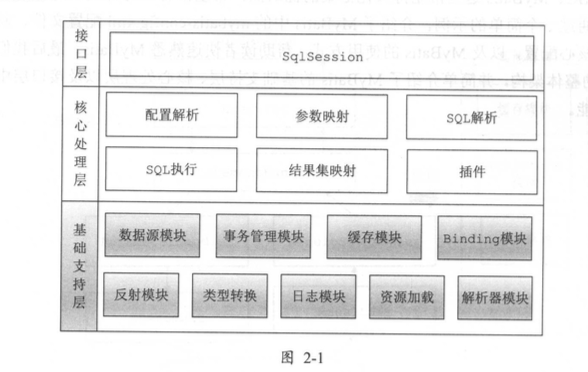 接口层
SqlSession
核心处理层
配置解析 参数映射 SQL解析
SQL执行 结果集映射 插件
基础支持层
数据源模块 事务管理模块 缓存模块 Binding模块
反射模块 类型转换 日志模块 资源加载 解析器模块
图 2-1